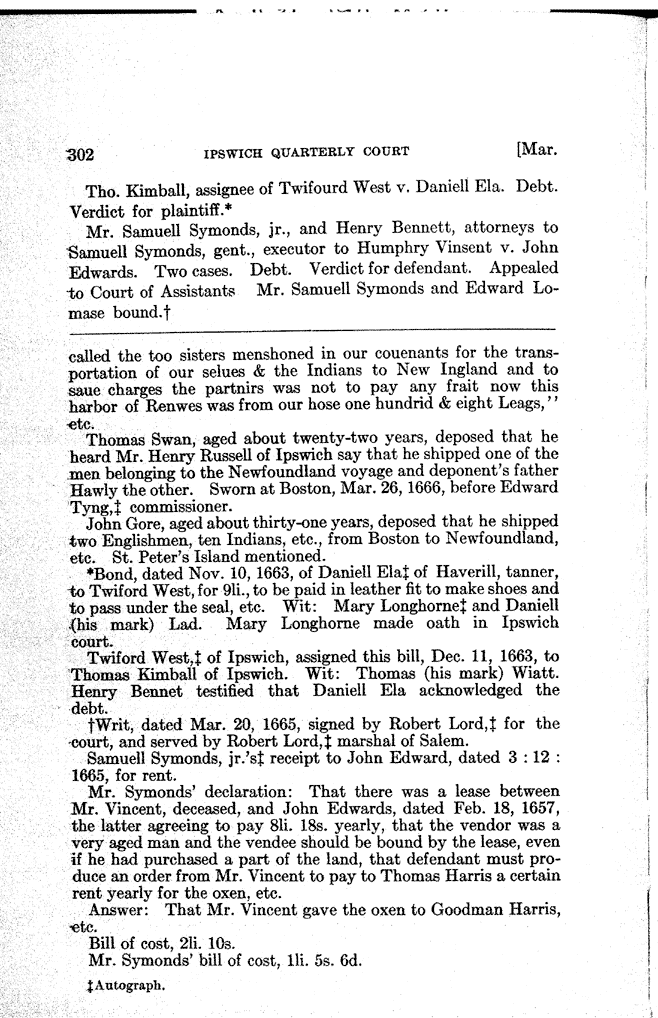 302 IPSWICH QUARTERLY COURT [Mar.
Tho. Kimball, assignee of Twifourd West v. Daniell Ela. Debt.
Verdict for plaintiff.*
Mr. Samuell Symonds, jr., and Henry Bennett, attorneys to
Samuell Symonds, gent., executor to Humphry Vinsent v. John
Edwards. Two cases. Debt. Verdict for defendant. Appealed
to Court of Assistants Mr. Samuell Symonds and Edward Lo-
mase bound.†
called the too sisters menshoned in our couenants for the trans-
portation of our selues & the Indians to New Ingland and to
saue charges the partnirs was not to pay any frait now this
harbor of Renwes was from our hose one hundrid & eight Leags,"
etc.
Thomas Swan, aged about twenty-two years, deposed that he
heard Mr. Henry Russell of Ipswich say that he shipped one of the
men belonging to the Newfoundland voyage and deponent's father
Hawly the other. Sworn at Boston, Mar. 26, 1666, before Edward
Tyng,‡ commissioner.
John Gore, aged about thirty-one years, deposed that he shipped
two Englishmen, ten Indians, etc., from Boston to Newfoundland,
etc. St. Peter's Island mentioned.
*Bond, dated Nov. 10, 1663, of Daniell Ela‡ of Haverill, tanner,
to Twiford West, for 9li., to be paid in leather fit to make shoes and
to pass under the seal, etc. Wit: Mary Longhorne‡ and Daniell
(his mark) Lad. Mary Longhorne made oath in Ipswich
court.
Twiford West,‡ of Ipswich, assigned this bill, Dec. 11, 1663, to
Thomas Kimball of Ipswich. Wit: Thomas (his mark) Wiatt.
Henry Bennet testified that Daniell Ela acknowledged the
debt.
†Writ, dated Mar. 20, 1665, signed by Robert Lord,‡ for the
court, and served by Robert Lord,‡ marshal of Salem.
Samuell Symonds, jr.'s‡ receipt to John Edward, dated 3 : 12 :
1665, for rent.
Mr. Symonds' declaration: That there was a lease between
Mr. Vincent, deceased, and John Edwards, dated Feb. 18, 1657,
the latter agreeing to pay 8li. 18s. yearly, that the vendor was a
very aged man and the vendee should be bound by the lease, even
if he had purchased a part of the land, that defendant must pro-
duce an order from Mr. Vincent to pay to Thomas Harris a certain
rent yearly for the oxen, etc.
Answer: That Mr. Vincent gave the oxen to Goodman Harris,
etc.
Bill of cost, 2li. 10s.
Mr. Symonds' bill of cost, 1li. 5s. 6d.
‡Autograph.